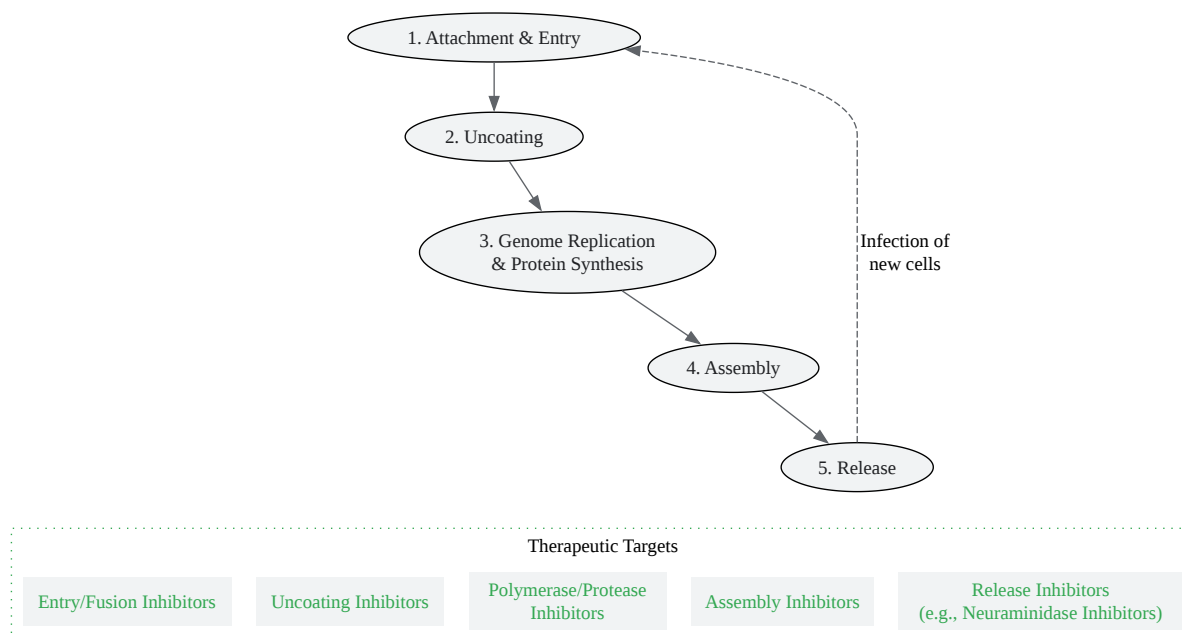 1. Attachment & Entry
2. Uncoating
3. Genome Replication
& Protein Synthesis
Infection of
new cells
4. Assembly
5. Release
Therapeutic Targets
Entry/Fusion Inhibitors
Uncoating Inhibitors
Polymerase/Protease
Inhibitors
Assembly Inhibitors
Release Inhibitors
(e.g., Neuraminidase Inhibitors)